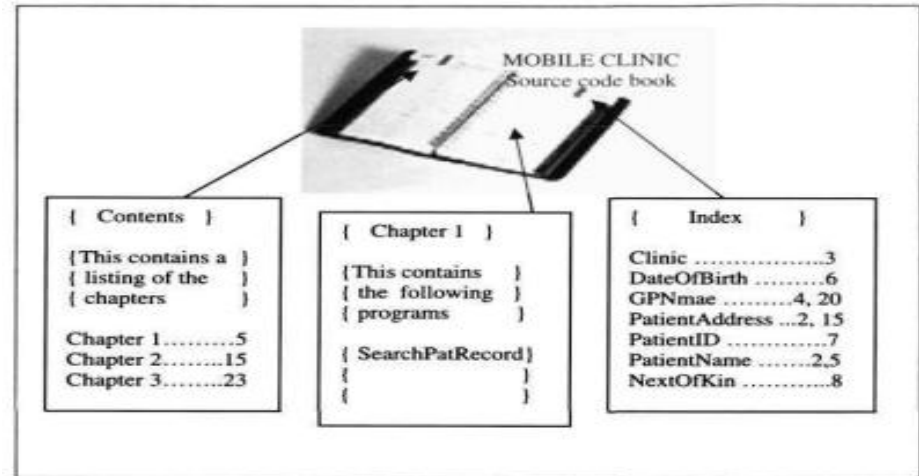 MOBILE CLINIC
Source code book
{ Contents }
{This contains a }
{ listing of the }
{ chapters }
Chapter 1.........5
Chapter 2.......15
Chapter 3.......23
{ Chapter 1 }
{This contains }
{ the following }
{ programs }
{ SearchPatRecord}
{ }
{ }
{ Index }
Clinic ......................3
DateOfBirth ..........6
GPNmae .........4, 20
PatientAddress ...2, 15
PatientID ...............7
PatientName .........2,5
NextOfKin ............8